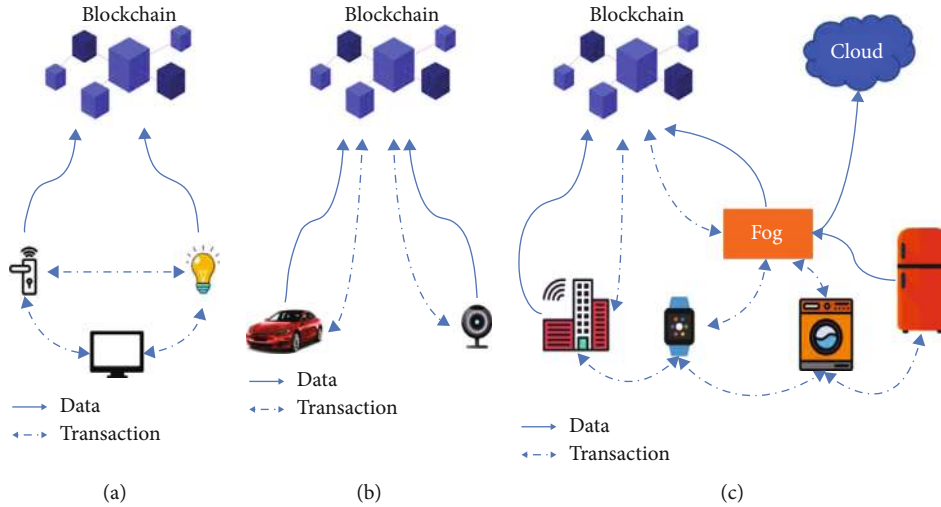 Blockchain
Data
Transaction
(a)
Blockchain
Data
Transaction
(b)
Blockchain
Cloud
Fog
Data
Transaction
(c)